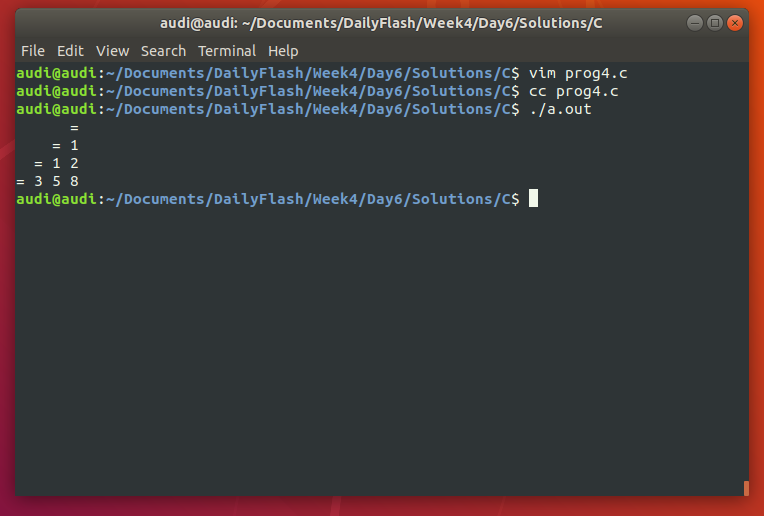 audi@audi: ~/Documents/DailyFlash/Week4/Day6/Solutions/C
File Edit View Search Terminal Help
audi@audi:~/Documents/DailyFlash/Week4/Day6/Solutions/C$ vim prog4.c
audi@audi:~/Documents/DailyFlash/Week4/Day6/Solutions/C$ cc prog4.c
audi@audi:~/Documents/DailyFlash/Week4/Day6/Solutions/C$ ./a.out
      =
    = 1
  = 1 2
= 3 5 8
audi@audi:~/Documents/DailyFlash/Week4/Day6/Solutions/C$